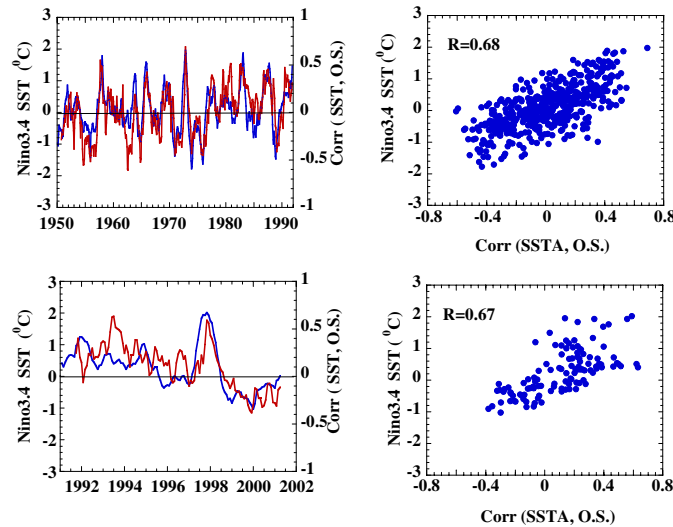 3
2
1
0
-1
-2
-3
Nino3.4 SST (⁰C)
1
0.5
0
-0.5
-1
Corr ( SST, O.S.)
1950 1960 1970 1980 1990
R=0.68
3
2
1
0
-1
-2
-3
Nino3.4 SST (⁰C)
-0.8 -0.4 0 0.4 0.8
Corr (SSTA, O.S.)
3
2
1
0
-1
-2
-3
Nino3.4 SST (⁰C)
1
0.5
0
-0.5
-1
Corr ( SST, O.S.)
1992 1994 1996 1998 2000 2002
R=0.67
3
2
1
0
-1
-2
-3
Nino3.4 SST (⁰C)
-0.8 -0.4 0 0.4 0.8
Corr (SSTA, O.S.)